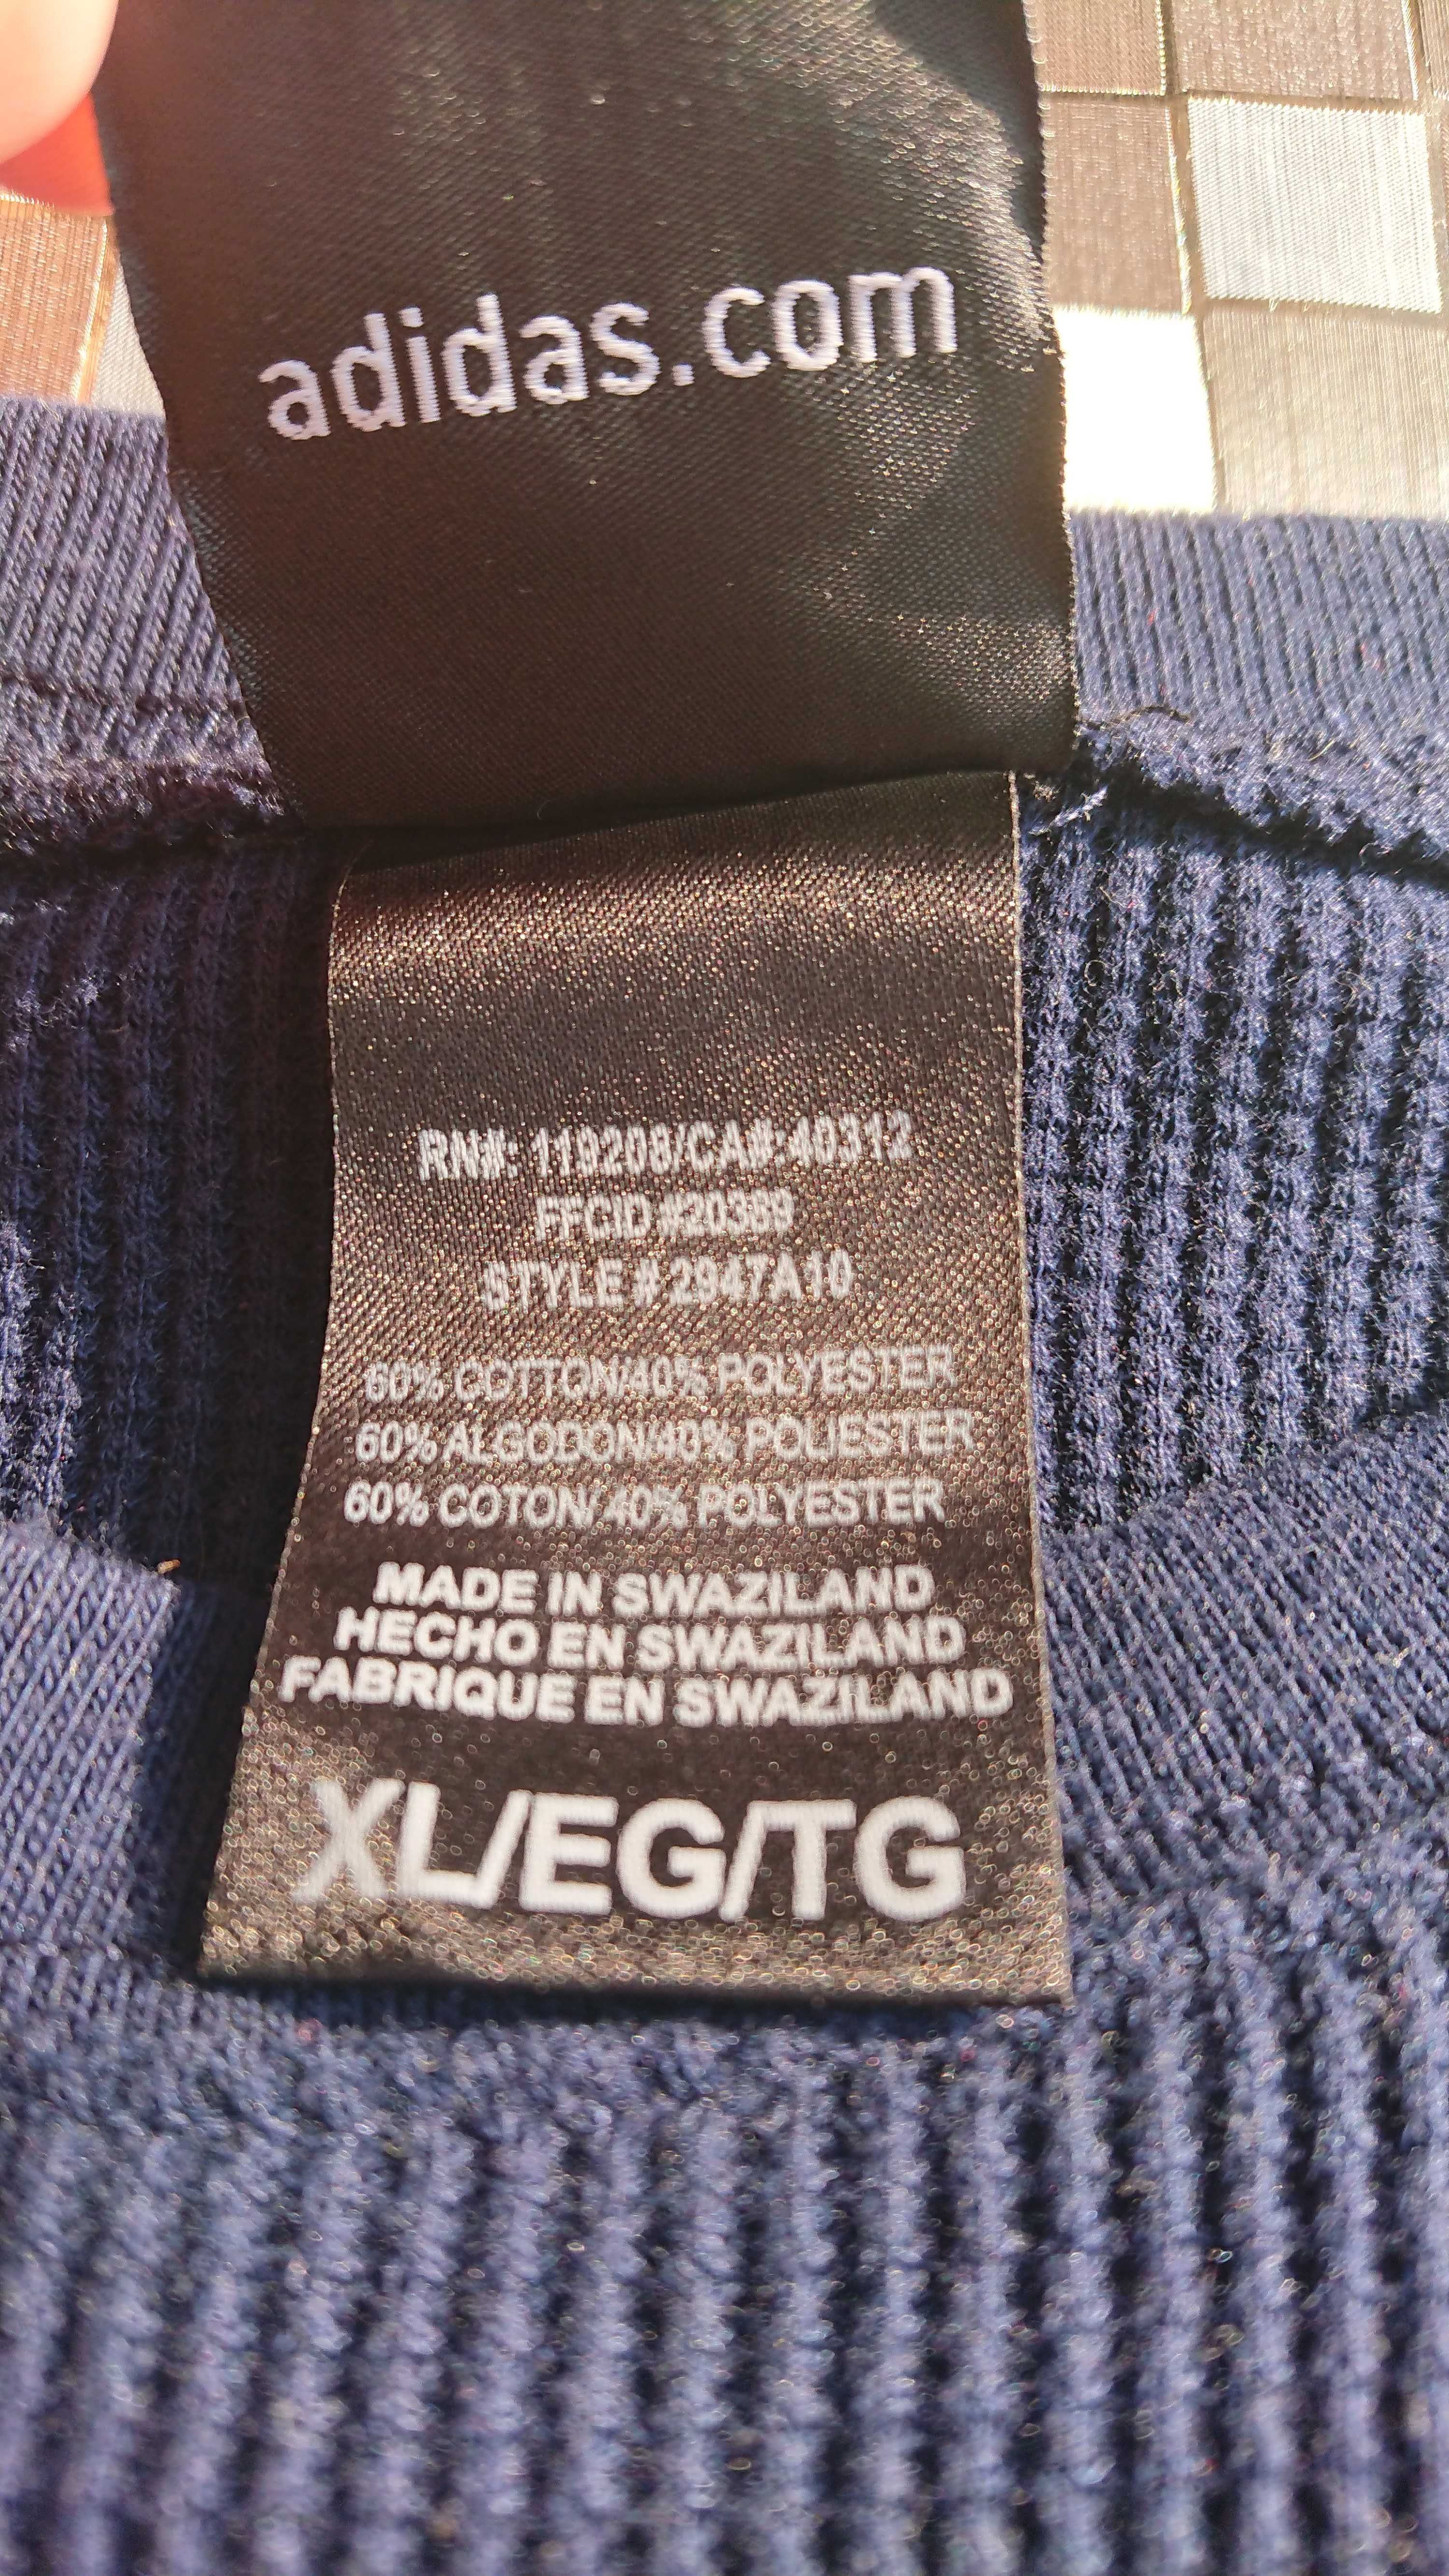 adidas.com
RN#: 119208/CA#:40312
FFGID #20389
STYLE # 2947A10
60% COTTON/40% POLYESTER
60% ALGODON/40% POLIESTER
60% COTON/ 40% POLYESTER
MADE IN SWAZILAND
HECHO EN SWAZILAND
FABRIQUE EN SWAZILAND
XL/EG/TG